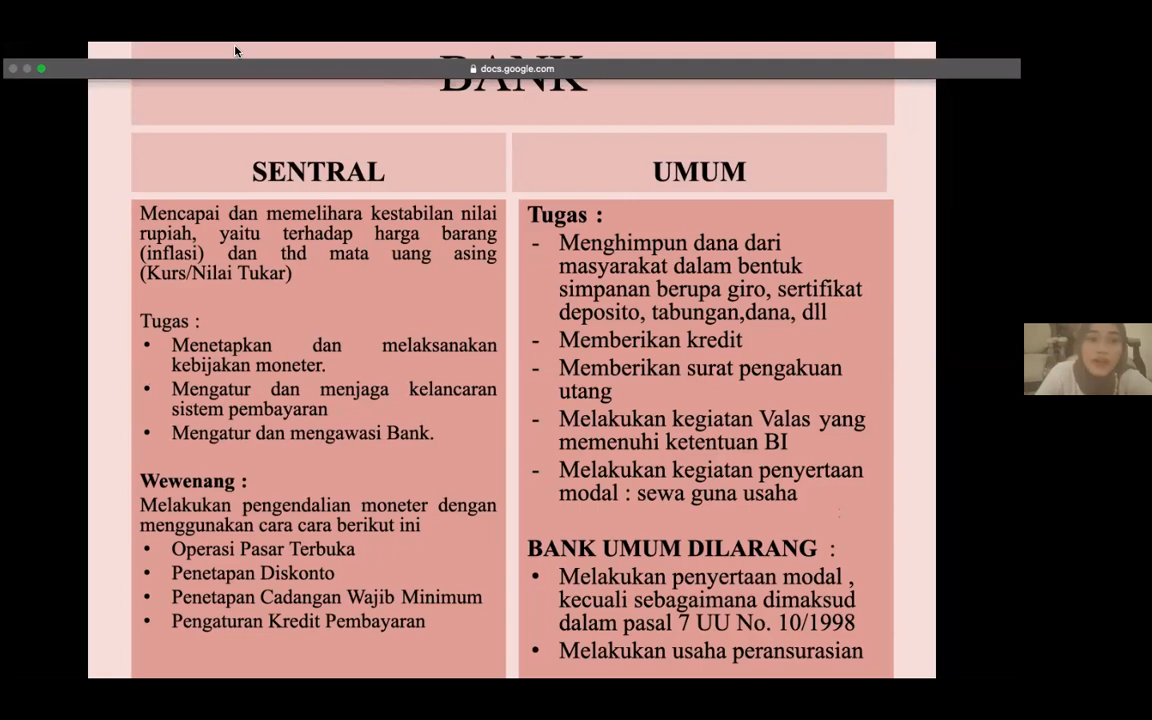 docs.google.com
BANK
SENTRAL
Mencapai dan memelihara kestabilan nilai
rupiah, yaitu terhadap harga barang
(inflasi) dan thd mata uang asing
(Kurs/Nilai Tukar)
Tugas :
• Menetapkan dan melaksanakan
kebijakan moneter.
• Mengatur dan menjaga kelancaran
sistem pembayaran
• Mengatur dan mengawasi Bank.
Wewenang :
Melakukan pengendalian moneter dengan
menggunakan cara cara berikut ini
• Operasi Pasar Terbuka
• Penetapan Diskonto
• Penetapan Cadangan Wajib Minimum
• Pengaturan Kredit Pembayaran
UMUM
Tugas :
- Menghimpun dana dari
masyarakat dalam bentuk
simpanan berupa giro, sertifikat
deposito, tabungan,dana, dll
- Memberikan kredit
- Memberikan surat pengakuan
utang
- Melakukan kegiatan Valas yang
memenuhi ketentuan BI
- Melakukan kegiatan penyertaan
modal : sewa guna usaha
BANK UMUM DILARANG :
• Melakukan penyertaan modal ,
kecuali sebagaimana dimaksud
dalam pasal 7 UU No. 10/1998
• Melakukan usaha peransurasian